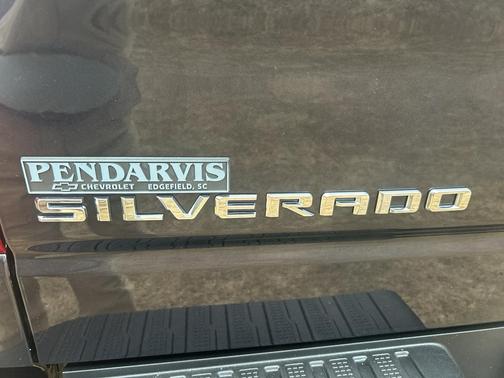 PENDARVIS
CHEVROLET EDGEFIELD, SC
SILVERADO